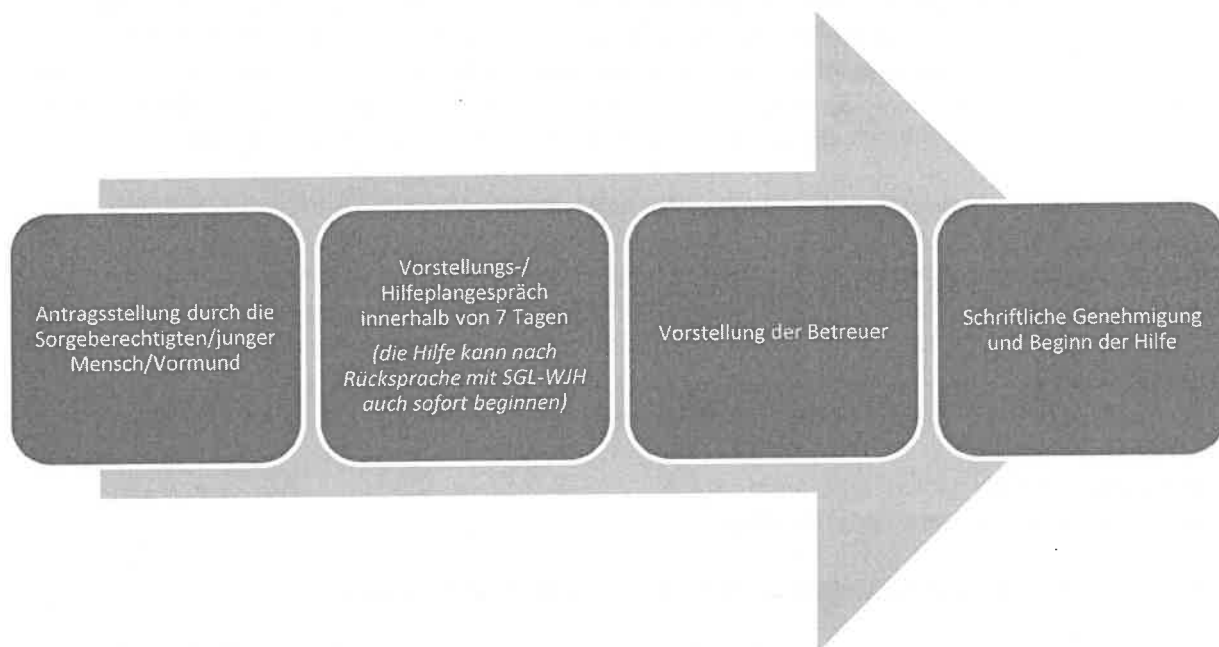 Antragsstellung durch die
Sorgeberechtigten/junger
Mensch/Vormund
Vorstellungs-/
Hilfeplangespräch
innerhalb von 7 Tagen
(die Hilfe kann nach
Rücksprache mit SGL-WJH
auch sofort beginnen)
Vorstellung der Betreuer
Schriftliche Genehmigung
und Beginn der Hilfe